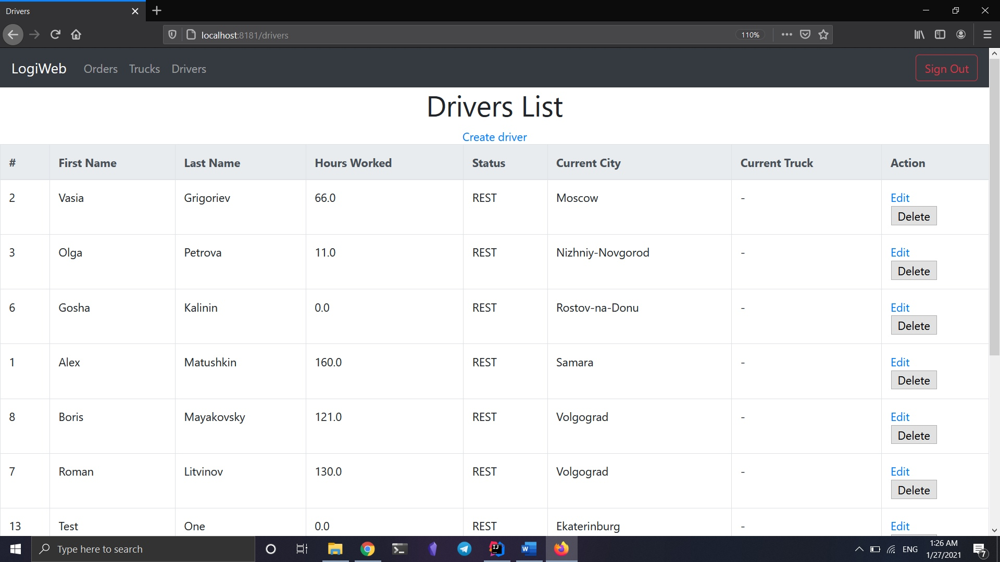 Drivers
localhost:8181/drivers 110%
LogiWeb Orders Trucks Drivers Sign Out
Drivers List
Create driver
# First Name Last Name Hours Worked Status Current City Current Truck Action
2 Vasia Grigoriev 66.0 REST Moscow - Edit
Delete
3 Olga Petrova 11.0 REST Nizhniy-Novgorod - Edit
Delete
6 Gosha Kalinin 0.0 REST Rostov-na-Donu - Edit
Delete
1 Alex Matushkin 160.0 REST Samara - Edit
Delete
8 Boris Mayakovsky 121.0 REST Volgograd - Edit
Delete
7 Roman Litvinov 130.0 REST Volgograd - Edit
Delete
13 Test One 0.0 REST Ekaterinburg - Edit
Type here to search
ENG
1:26 AM
1/27/2021
7